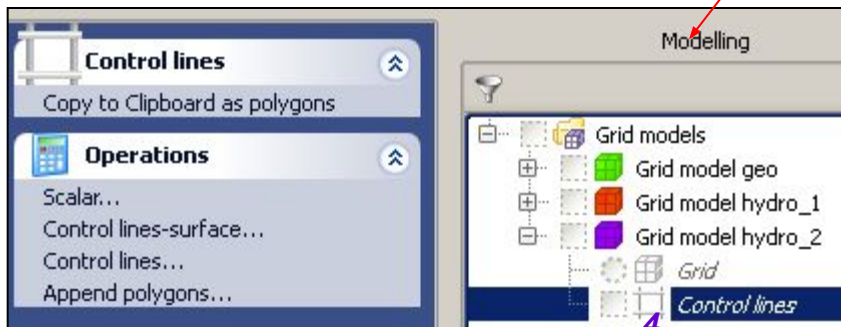 Control lines
Copy to Clipboard as polygons
Operations
Scalar...
Control lines-surface...
Control lines...
Append polygons...
Modelling
Grid models
Grid model geo
Grid model hydro_1
Grid model hydro_2
Grid
Control lines